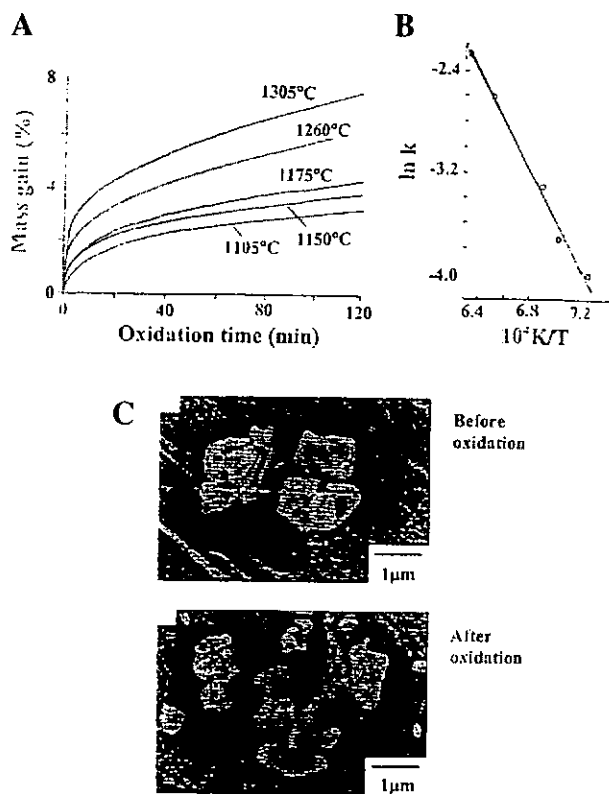 A
B
8
4
0
Mass gain (%)
1305°C
1260°C
1175°C
1150°C
1105°C
0
40
80
120
Oxidation time (min)
ln k
-2.4
-3.2
-4.0
6.4
6.8
7.2
10⁴K/T
C
Before
oxidation
1µm
After
oxidation
1µm